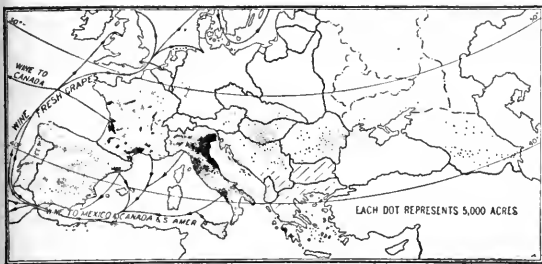 WINE TO
CANADA
WINE
FRESH GRAPES
WINE TO MEXICO, CANADA & S AMER
EACH DOT REPRESENTS 5,000 ACRES